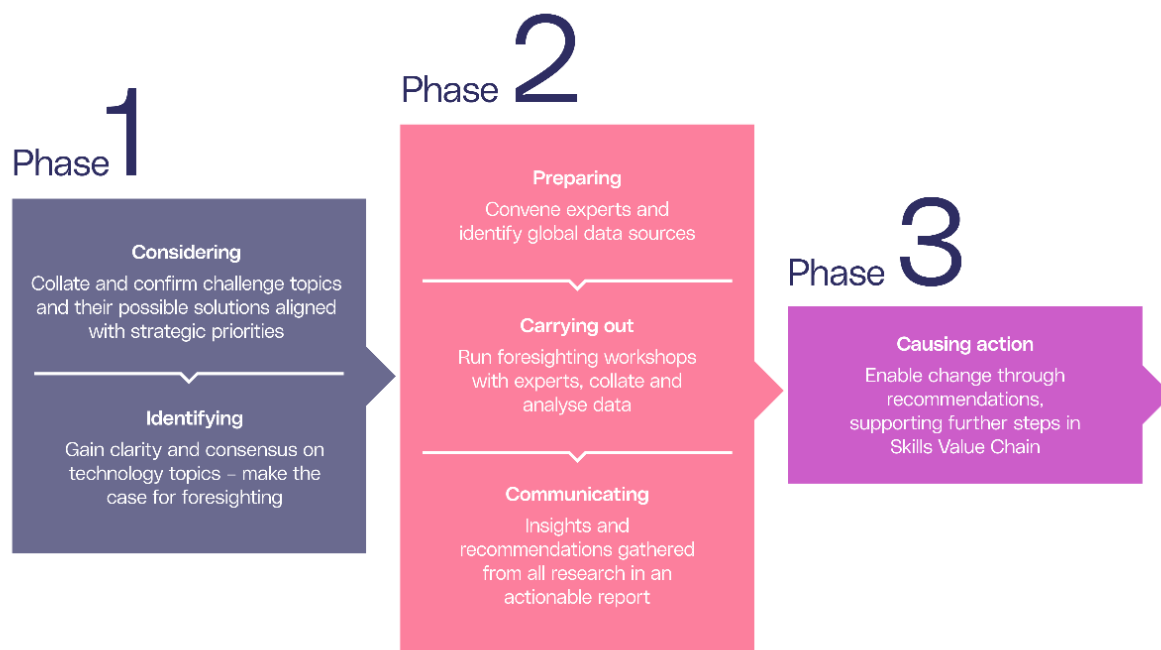 Phase 1
Considering
Collate and confirm challenge topics
and their possible solutions aligned
with strategic priorities
Identifying
Gain clarity and consensus on
technology topics – make the
case for foresighting
Phase 2
Preparing
Convene experts and
identify global data sources
Carrying out
Run foresighting workshops
with experts, collate and
analyse data
Communicating
Insights and
recommendations gathered
from all research in an
actionable report
Phase 3
Causing action
Enable change through
recommendations,
supporting further steps in
Skills Value Chain